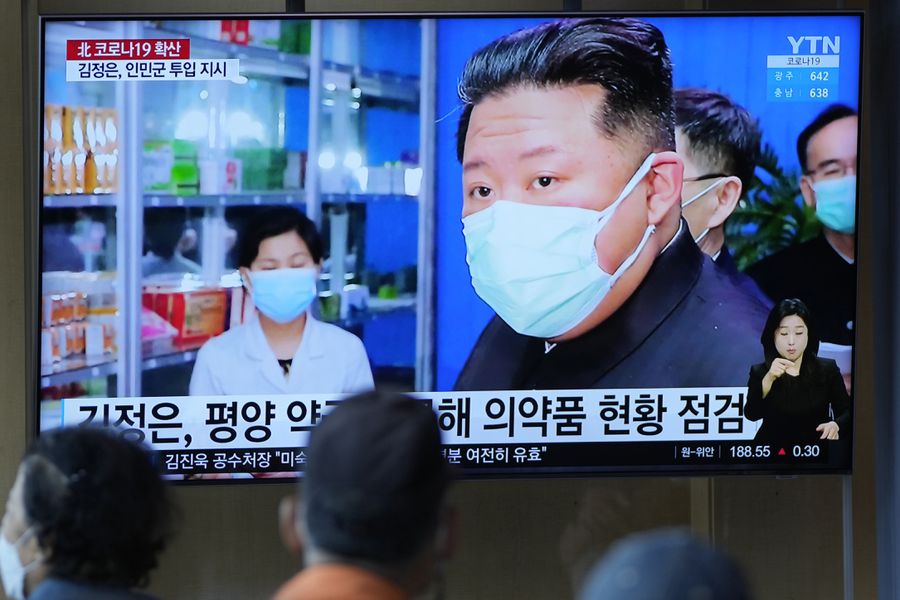 北 코로나19 확산
김정은, 인민군 투입 지시
YTN
코로나19
광주 642
충남 638
김정은, 평양 해 의약품 현황 점검
김진욱 공수처장 "미숙 분 여전히 유효"
원-위안 188.55 ▲ 0.30